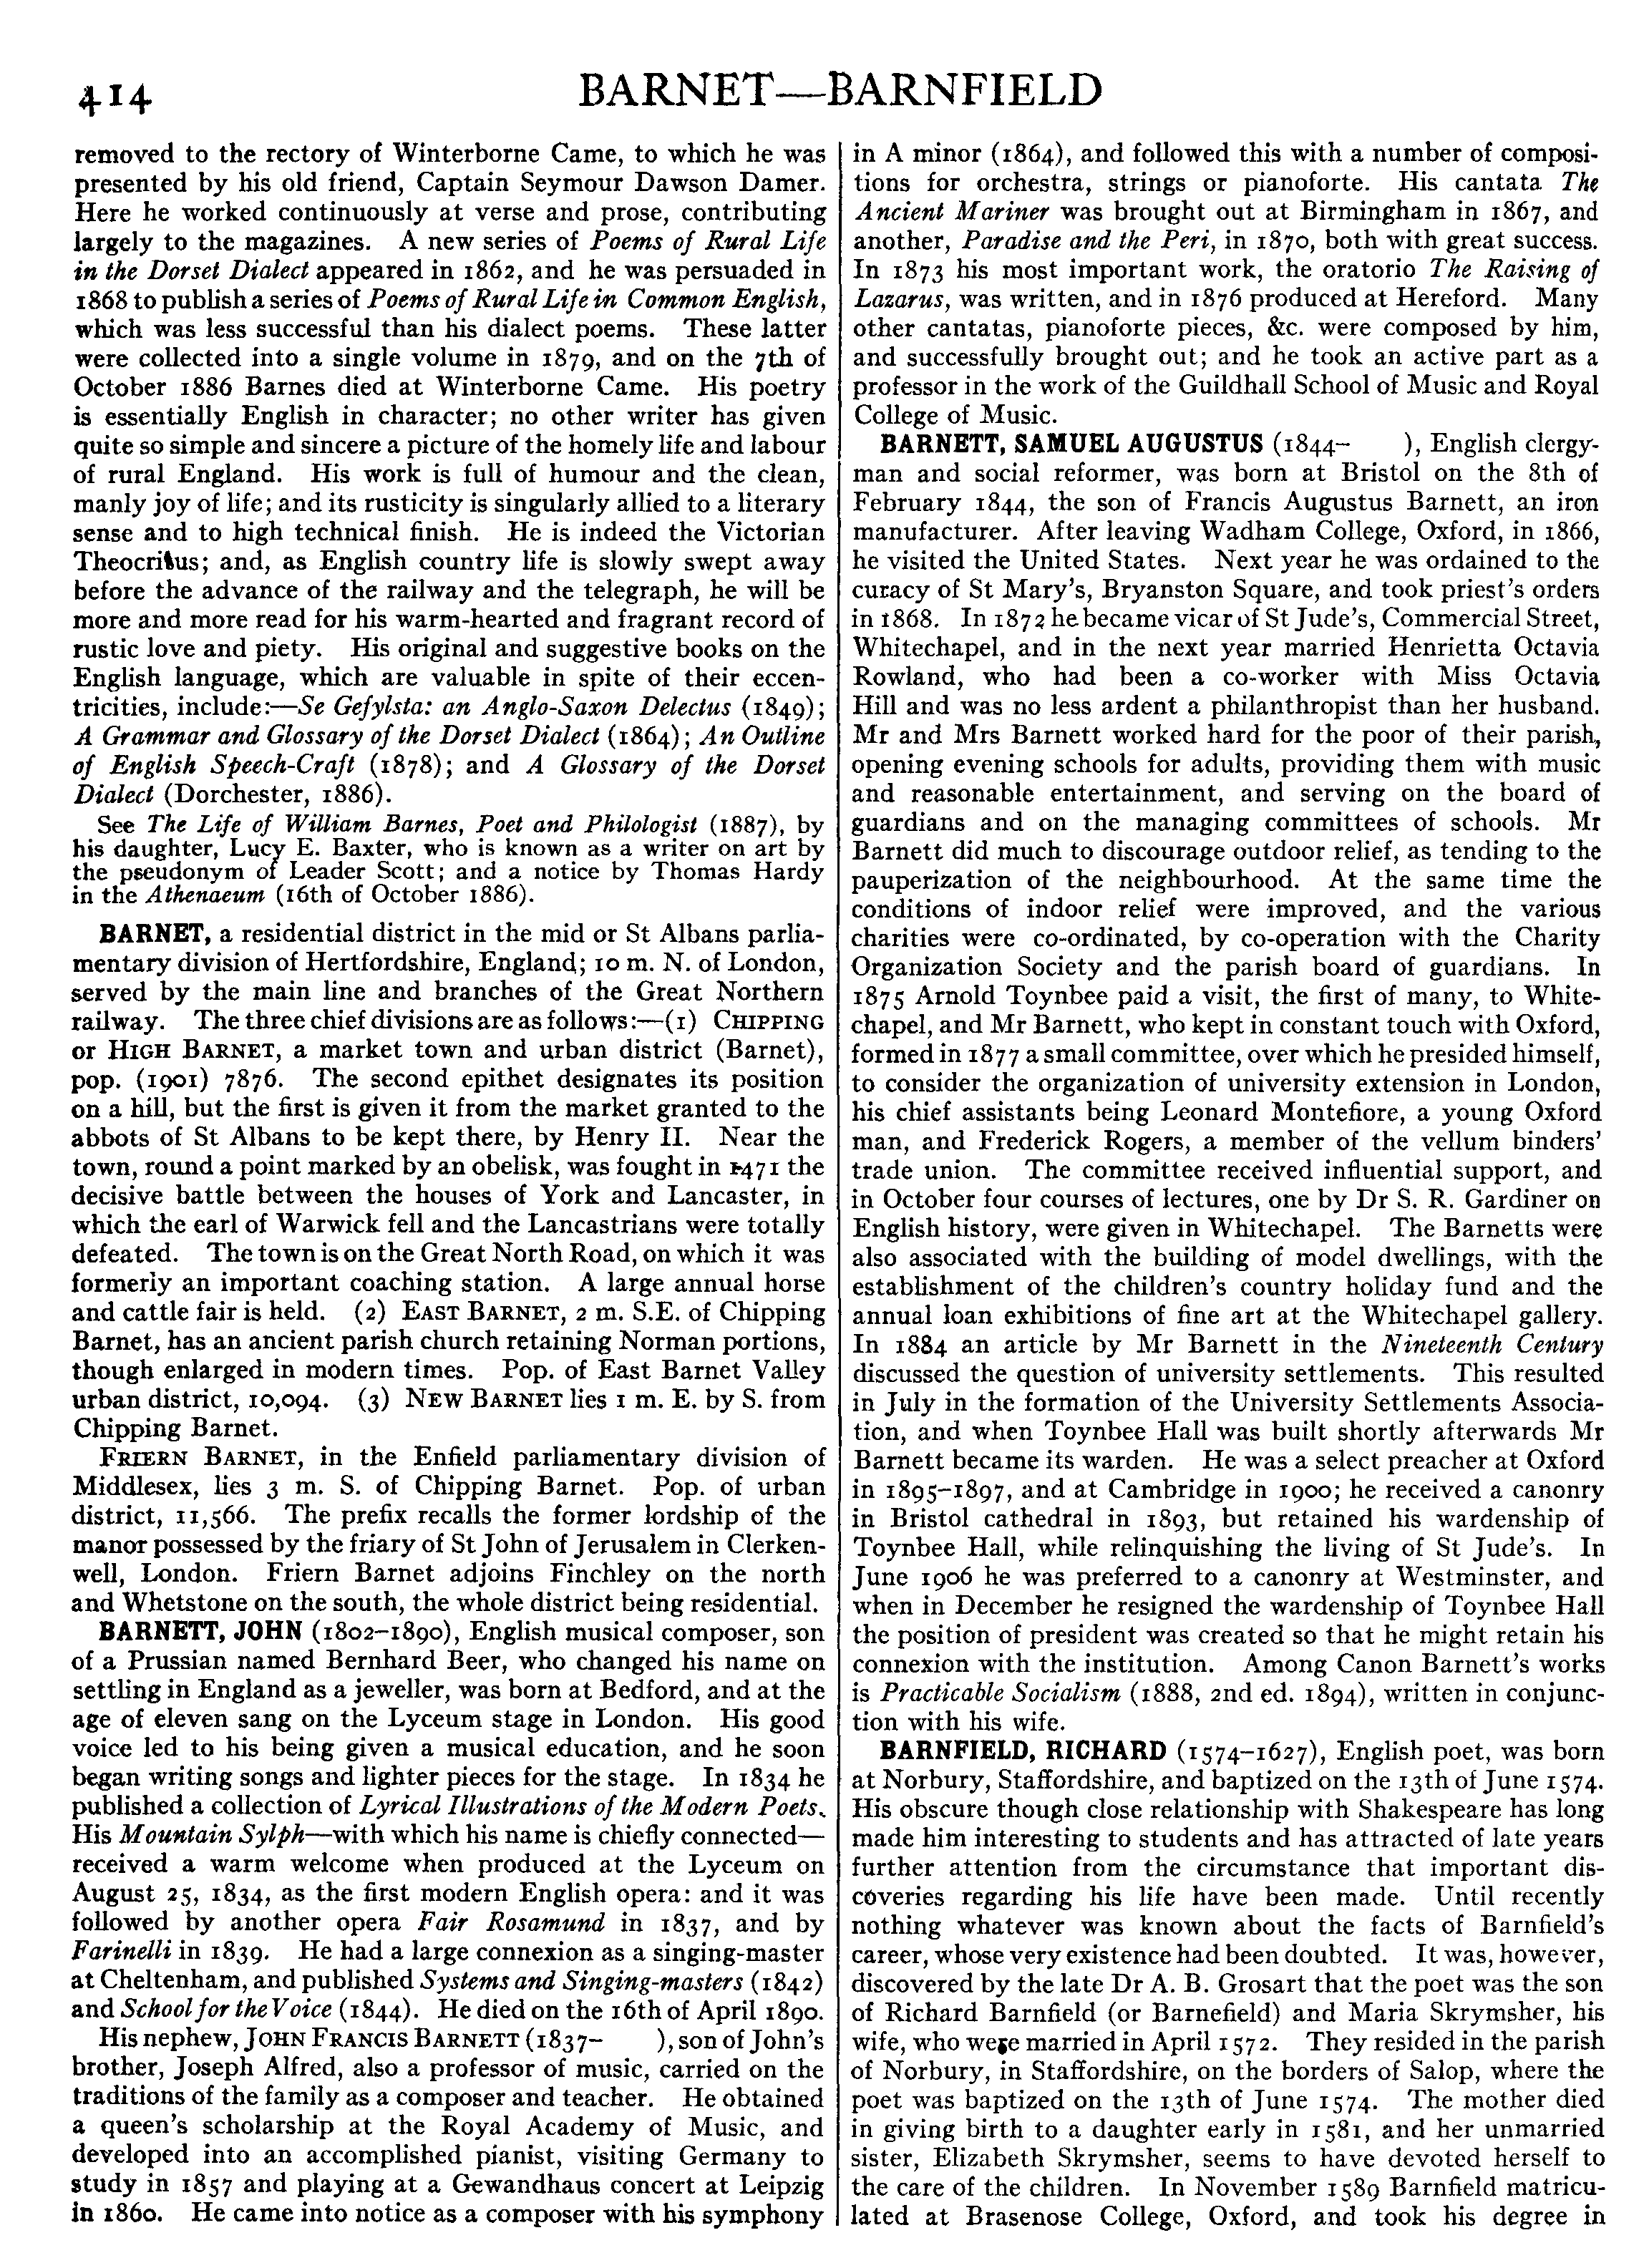 414
BARNET—BARNFIELD
removed to the rectory of Winterborne Came, to which he was
presented by his old friend, Captain Seymour Dawson Damer.
Here he worked continuously at verse and prose, contributing
largely to the magazines. A new series of Poems of Rural Life
in the Dorset Dialect appeared in 1862, and he was persuaded in
1868 to publish a series of Poems of Rural Life in Common English,
which was less successful than his dialect poems. These latter
were collected into a single volume in 1879, and on the 7th of
October 1886 Barnes died at Winterborne Came. His poetry
is essentially English in character; no other writer has given
quite so simple and sincere a picture of the homely life and labour
of rural England. His work is full of humour and the clean,
manly joy of life; and its rusticity is singularly allied to a literary
sense and to high technical finish. He is indeed the Victorian
Theocritus; and, as English country life is slowly swept away
before the advance of the railway and the telegraph, he will be
more and more read for his warm-hearted and fragrant record of
rustic love and piety. His original and suggestive books on the
English language, which are valuable in spite of their eccen-
tricities, include:—Se Gefylsta: an Anglo-Saxon Delectus (1849);
A Grammar and Glossary of the Dorset Dialect (1864); An Outline
of English Speech-Craft (1878); and A Glossary of the Dorset
Dialect (Dorchester, 1886).
See The Life of William Barnes, Poet and Philologist (1887), by
his daughter, Lucy E. Baxter, who is known as a writer on art by
the pseudonym of Leader Scott; and a notice by Thomas Hardy
in the Athenaeum (16th of October 1886).
BARNET, a residential district in the mid or St Albans parlia-
mentary division of Hertfordshire, England; 10 m. N. of London,
served by the main line and branches of the Great Northern
railway. The three chief divisions are as follows:—(1) CHIPPING
or HIGH BARNET, a market town and urban district (Barnet),
pop. (1901) 7876. The second epithet designates its position
on a hill, but the first is given it from the market granted to the
abbots of St Albans to be kept there, by Henry II. Near the
town, round a point marked by an obelisk, was fought in 1471 the
decisive battle between the houses of York and Lancaster, in
which the earl of Warwick fell and the Lancastrians were totally
defeated. The town is on the Great North Road, on which it was
formerly an important coaching station. A large annual horse
and cattle fair is held. (2) EAST BARNET, 2 m. S.E. of Chipping
Barnet, has an ancient parish church retaining Norman portions,
though enlarged in modern times. Pop. of East Barnet Valley
urban district, 10,094. (3) NEW BARNET lies 1 m. E. by S. from
Chipping Barnet.
FRIERN BARNET, in the Enfield parliamentary division of
Middlesex, lies 3 m. S. of Chipping Barnet. Pop. of urban
district, 11,566. The prefix recalls the former lordship of the
manor possessed by the friary of St John of Jerusalem in Clerken-
well, London. Friern Barnet adjoins Finchley on the north
and Whetstone on the south, the whole district being residential.
BARNETT, JOHN (1802–1890), English musical composer, son
of a Prussian named Bernhard Beer, who changed his name on
settling in England as a jeweller, was born at Bedford, and at the
age of eleven sang on the Lyceum stage in London. His good
voice led to his being given a musical education, and he soon
began writing songs and lighter pieces for the stage. In 1834 he
published a collection of Lyrical Illustrations of the Modern Poets.
His Mountain Sylph—with which his name is chiefly connected—
received a warm welcome when produced at the Lyceum on
August 25, 1834, as the first modern English opera: and it was
followed by another opera Fair Rosamund in 1837, and by
Farinelli in 1839. He had a large connexion as a singing-master
at Cheltenham, and published Systems and Singing-masters (1842)
and School for the Voice (1844). He died on the 16th of April 1890.
His nephew, JOHN FRANCIS BARNETT (1837– ), son of John's
brother, Joseph Alfred, also a professor of music, carried on the
traditions of the family as a composer and teacher. He obtained
a queen's scholarship at the Royal Academy of Music, and
developed into an accomplished pianist, visiting Germany to
study in 1857 and playing at a Gewandhaus concert at Leipzig
in 1860. He came into notice as a composer with his symphony
in A minor (1864), and followed this with a number of composi-
tions for orchestra, strings or pianoforte. His cantata The
Ancient Mariner was brought out at Birmingham in 1867, and
another, Paradise and the Peri, in 1870, both with great success.
In 1873 his most important work, the oratorio The Raising of
Lazarus, was written, and in 1876 produced at Hereford. Many
other cantatas, pianoforte pieces, &c. were composed by him,
and successfully brought out; and he took an active part as a
professor in the work of the Guildhall School of Music and Royal
College of Music.
BARNETT, SAMUEL AUGUSTUS (1844– ), English clergy-
man and social reformer, was born at Bristol on the 8th of
February 1844, the son of Francis Augustus Barnett, an iron
manufacturer. After leaving Wadham College, Oxford, in 1866,
he visited the United States. Next year he was ordained to the
curacy of St Mary's, Bryanston Square, and took priest's orders
in 1868. In 1872 he became vicar of St Jude's, Commercial Street,
Whitechapel, and in the next year married Henrietta Octavia
Rowland, who had been a co-worker with Miss Octavia
Hill and was no less ardent a philanthropist than her husband.
Mr and Mrs Barnett worked hard for the poor of their parish,
opening evening schools for adults, providing them with music
and reasonable entertainment, and serving on the board of
guardians and on the managing committees of schools. Mr
Barnett did much to discourage outdoor relief, as tending to the
pauperization of the neighbourhood. At the same time the
conditions of indoor relief were improved, and the various
charities were co-ordinated, by co-operation with the Charity
Organization Society and the parish board of guardians. In
1875 Arnold Toynbee paid a visit, the first of many, to White-
chapel, and Mr Barnett, who kept in constant touch with Oxford,
formed in 1877 a small committee, over which he presided himself,
to consider the organization of university extension in London,
his chief assistants being Leonard Montefiore, a young Oxford
man, and Frederick Rogers, a member of the vellum binders'
trade union. The committee received influential support, and
in October four courses of lectures, one by Dr S. R. Gardiner on
English history, were given in Whitechapel. The Barnetts were
also associated with the building of model dwellings, with the
establishment of the children's country holiday fund and the
annual loan exhibitions of fine art at the Whitechapel gallery.
In 1884 an article by Mr Barnett in the Nineteenth Century
discussed the question of university settlements. This resulted
in July in the formation of the University Settlements Associa-
tion, and when Toynbee Hall was built shortly afterwards Mr
Barnett became its warden. He was a select preacher at Oxford
in 1895–1897, and at Cambridge in 1900; he received a canonry
in Bristol cathedral in 1893, but retained his wardenship of
Toynbee Hall, while relinquishing the living of St Jude's. In
June 1906 he was preferred to a canonry at Westminster, and
when in December he resigned the wardenship of Toynbee Hall
the position of president was created so that he might retain his
connexion with the institution. Among Canon Barnett's works
is Practicable Socialism (1888, 2nd ed. 1894), written in conjunc-
tion with his wife.
BARNFIELD, RICHARD (1574–1627), English poet, was born
at Norbury, Staffordshire, and baptized on the 13th of June 1574.
His obscure though close relationship with Shakespeare has long
made him interesting to students and has attracted of late years
further attention from the circumstance that important dis-
coveries regarding his life have been made. Until recently
nothing whatever was known about the facts of Barnfield's
career, whose very existence had been doubted. It was, however,
discovered by the late Dr A. B. Grosart that the poet was the son
of Richard Barnfield (or Barnefield) and Maria Skrymsher, his
wife, who were married in April 1572. They resided in the parish
of Norbury, in Staffordshire, on the borders of Salop, where the
poet was baptized on the 13th of June 1574. The mother died
in giving birth to a daughter early in 1581, and her unmarried
sister, Elizabeth Skrymsher, seems to have devoted herself to
the care of the children. In November 1589 Barnfield matricu-
lated at Brasenose College, Oxford, and took his degree in